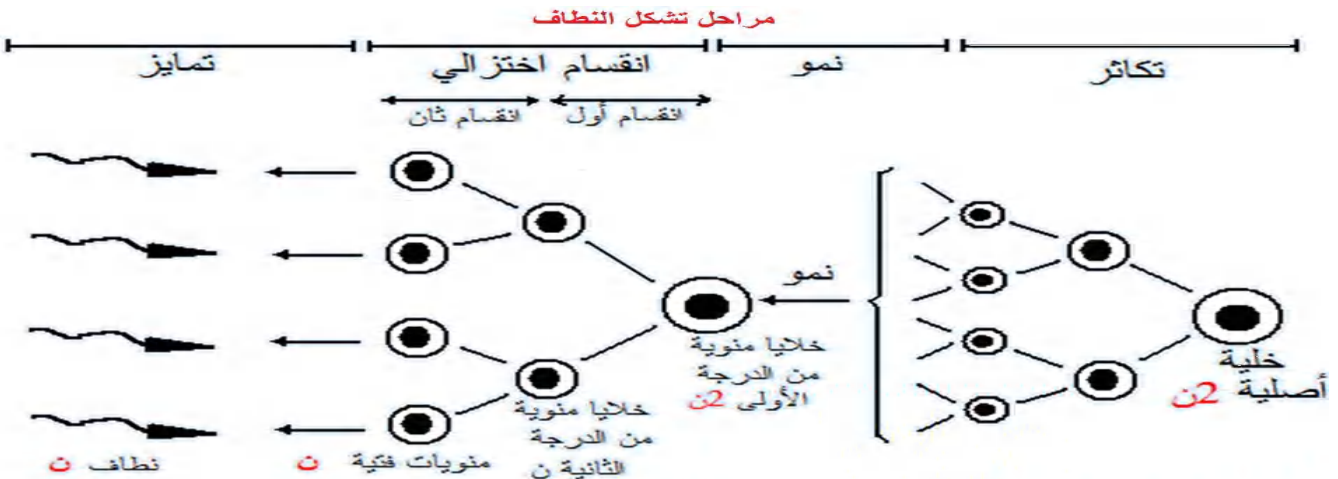 مراحل تشكل النطاف
تكاثر
نمو
انقسام اختزالي
تمايز
انقسام أول
انقسام ثان
نمو
خلية
أصلية 2ن
خلايا منوية
من الدرجة
الأولى 2ن
خلايا منوية
من الدرجة
الثانية ن
منويات فتية ن
نطاف ن